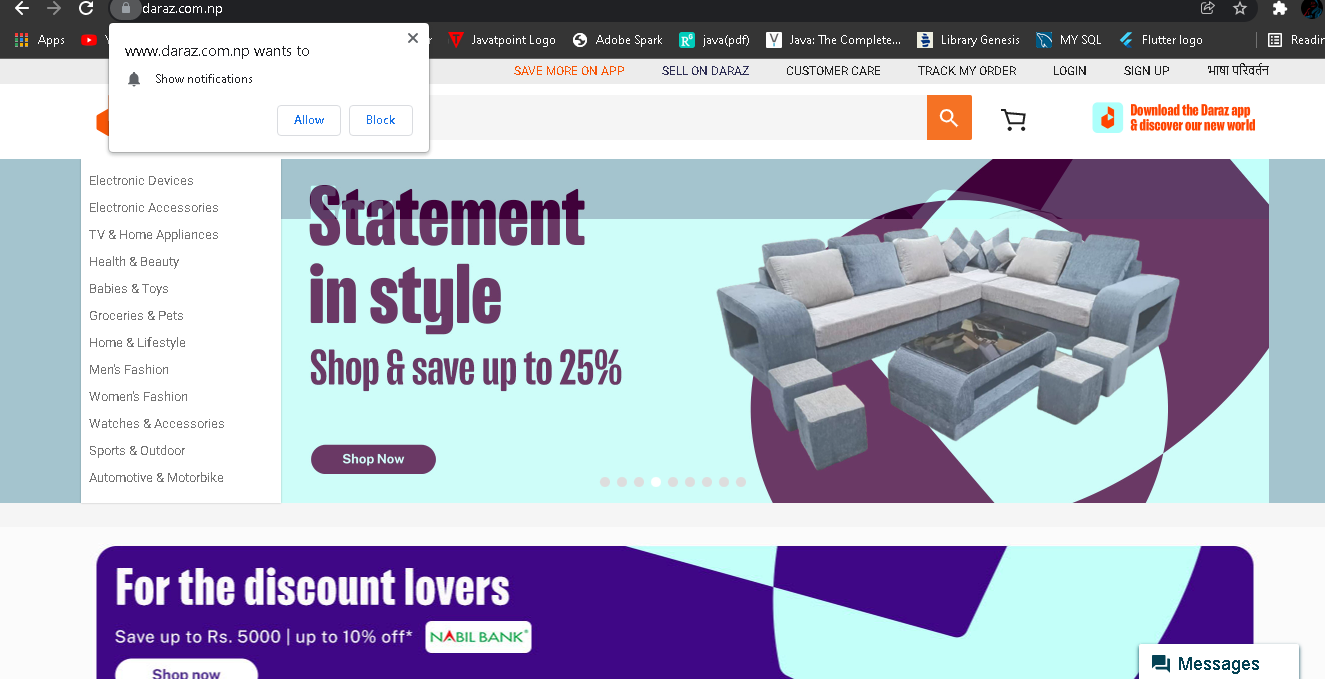 daraz.com.np
Apps
Javatpoint Logo
Adobe Spark
java(pdf)
Java: The Complete...
Library Genesis
MY SQL
Flutter logo
www.daraz.com.np wants to
Show notifications
Allow
Block
SAVE MORE ON APP
SELL ON DARAZ
CUSTOMER CARE
TRACK MY ORDER
LOGIN
SIGN UP
भाषा परिवर्तन
Download the Daraz app
& discover our new world
Electronic Devices
Electronic Accessories
TV & Home Appliances
Health & Beauty
Babies & Toys
Groceries & Pets
Home & Lifestyle
Men's Fashion
Women's Fashion
Watches & Accessories
Sports & Outdoor
Automotive & Motorbike
Statement
in style
Shop & save up to 25%
Shop Now
For the discount lovers
Save up to Rs. 5000 | up to 10% off*
NABIL BANK
Shop now
Messages